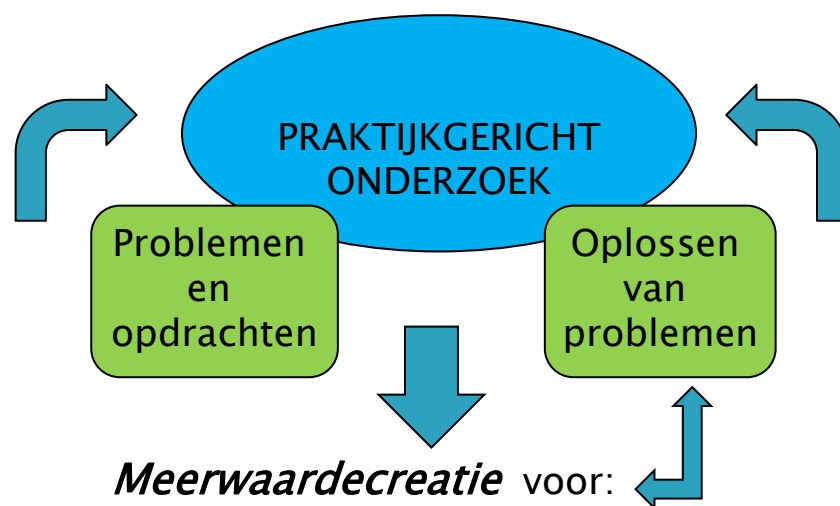 PRAKTIJKGERICHT
ONDERZOEK
Problemen
en
opdrachten
Oplossen
van
problemen
Meerwaardecreatie voor: